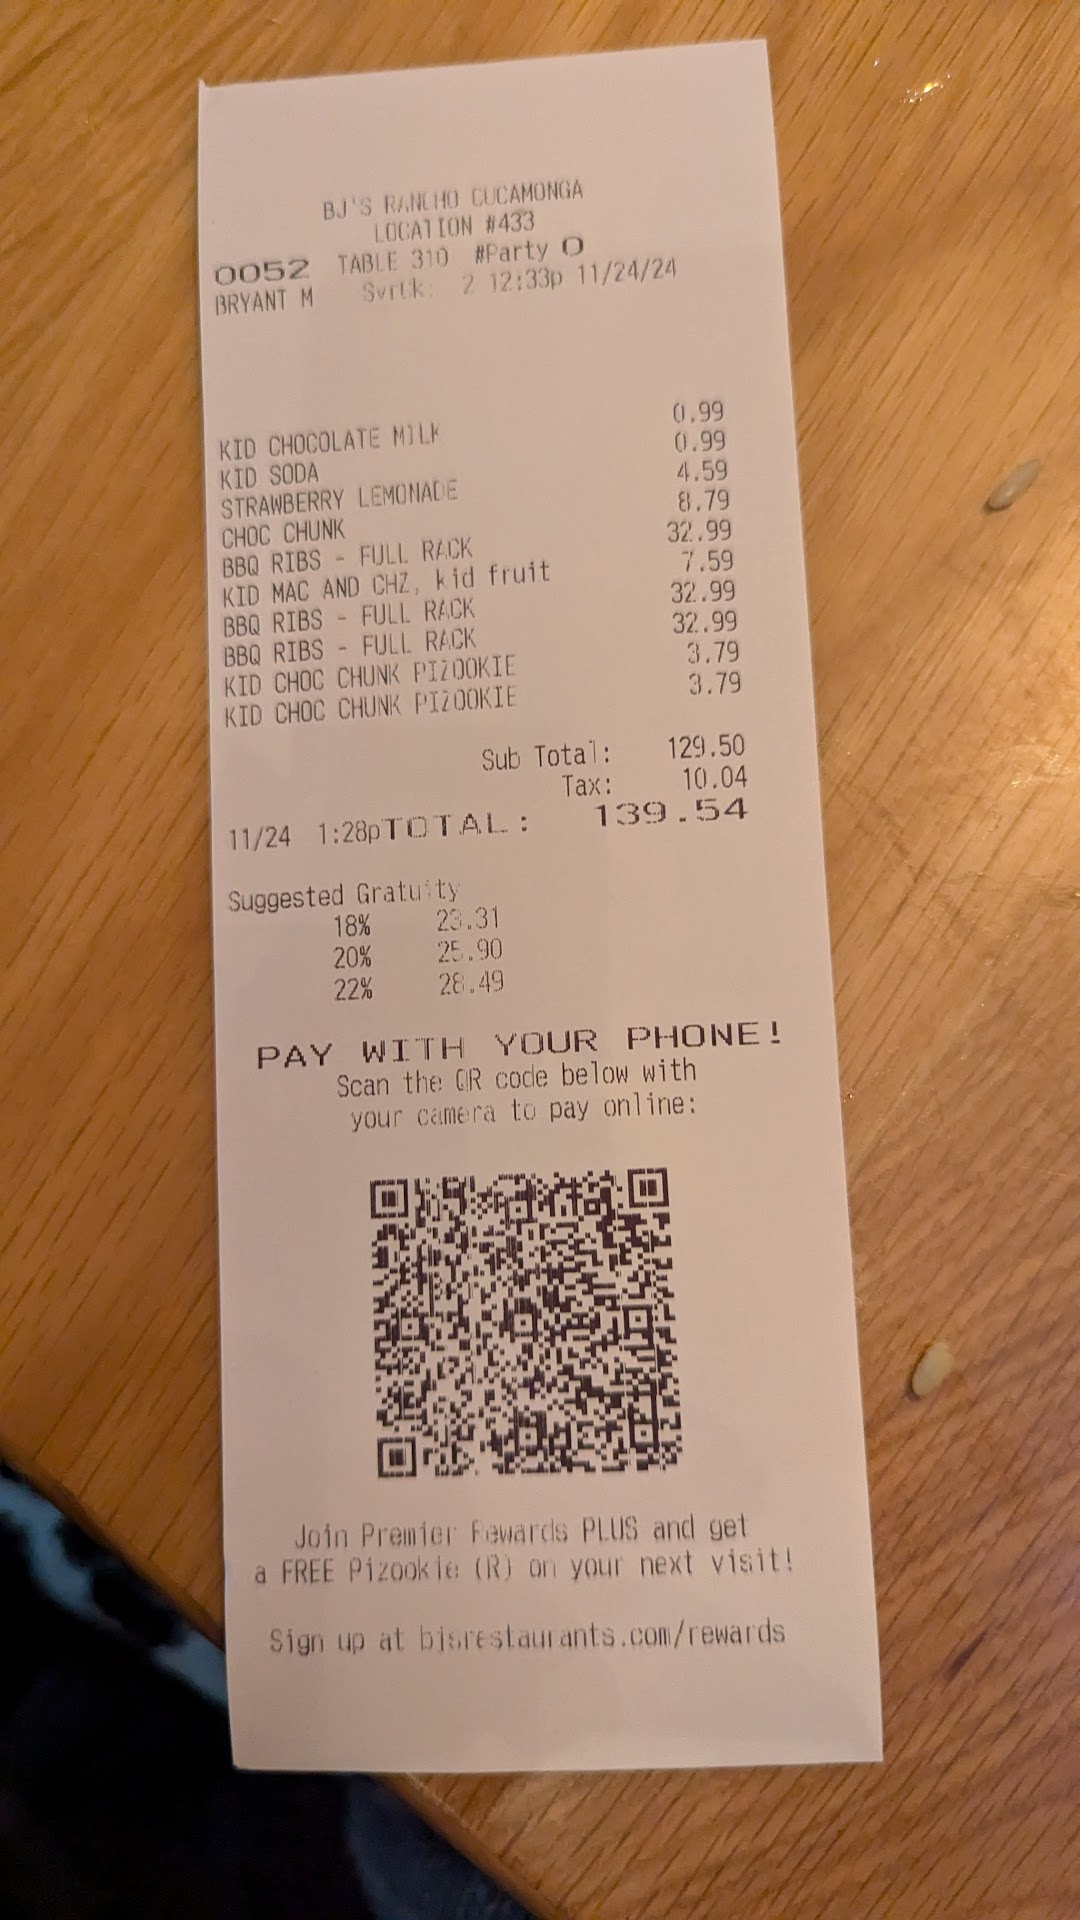 BJ'S RANCHO CUCAMONGA
LOCATION #433
0052 TABLE 310 #Party 0
BRYANT M SvrCk: 2 12:33p 11/24/24
KID CHOCOLATE MILK 0.99
KID SODA 0.99
STRAWBERRY LEMONADE 4.59
CHOC CHUNK 8.79
BBQ RIBS - FULL RACK 32.99
KID MAC AND CHZ, kid fruit 7.59
BBQ RIBS - FULL RACK 32.99
BBQ RIBS - FULL RACK 32.99
KID CHOC CHUNK PIZOOKIE 3.79
KID CHOC CHUNK PIZOOKIE 3.79
Sub Total: 129.50
Tax: 10.04
11/24 1:28pTOTAL: 139.54
Suggested Gratuity
18% 23.31
20% 25.90
22% 28.49
PAY WITH YOUR PHONE!
Scan the QR code below with
your camera to pay online:
Join Premier Rewards PLUS and get
a FREE Pizookie (R) on your next visit!
Sign up at bjsrestaurants.com/rewards